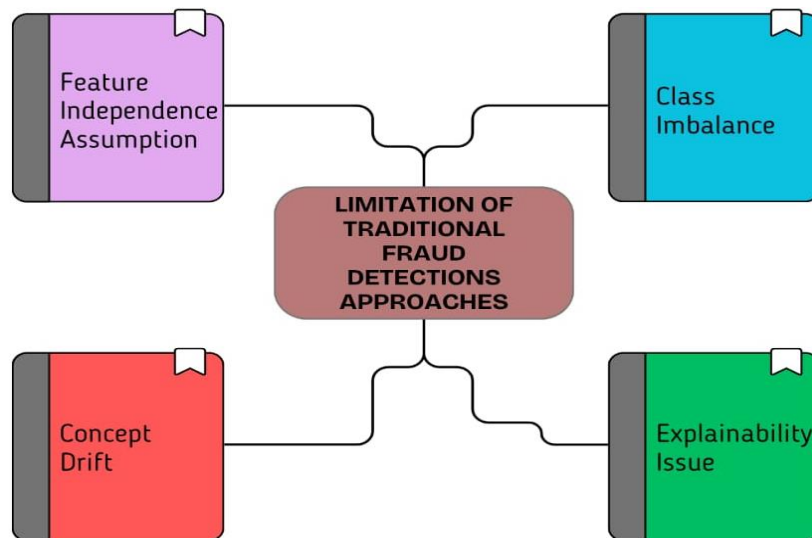 Feature
Independence
Assumption
Class
Imbalance
LIMITATION OF
TRADITIONAL
FRAUD
DETECTIONS
APPROACHES
Concept
Drift
Explainability
Issue